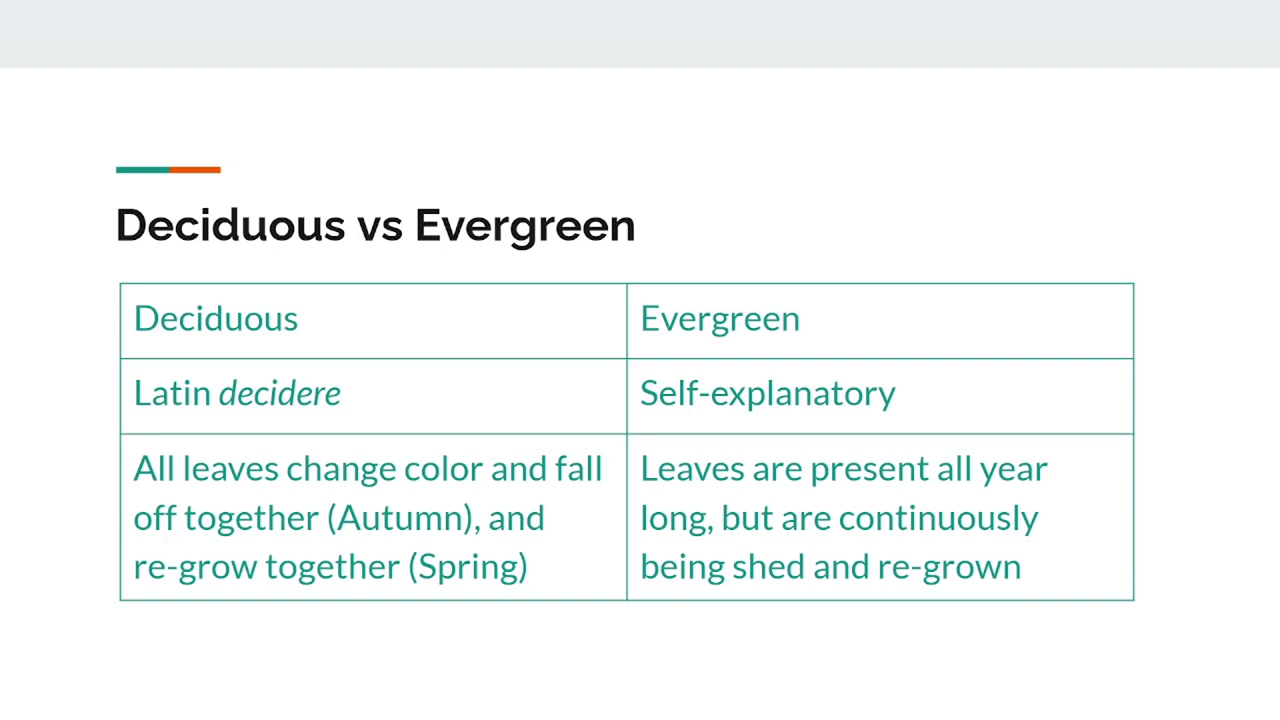 Deciduous vs Evergreen
Deciduous
Evergreen
Latin decidere
Self-explanatory
All leaves change color and fall
off together (Autumn), and
re-grow together (Spring)
Leaves are present all year
long, but are continuously
being shed and re-grown